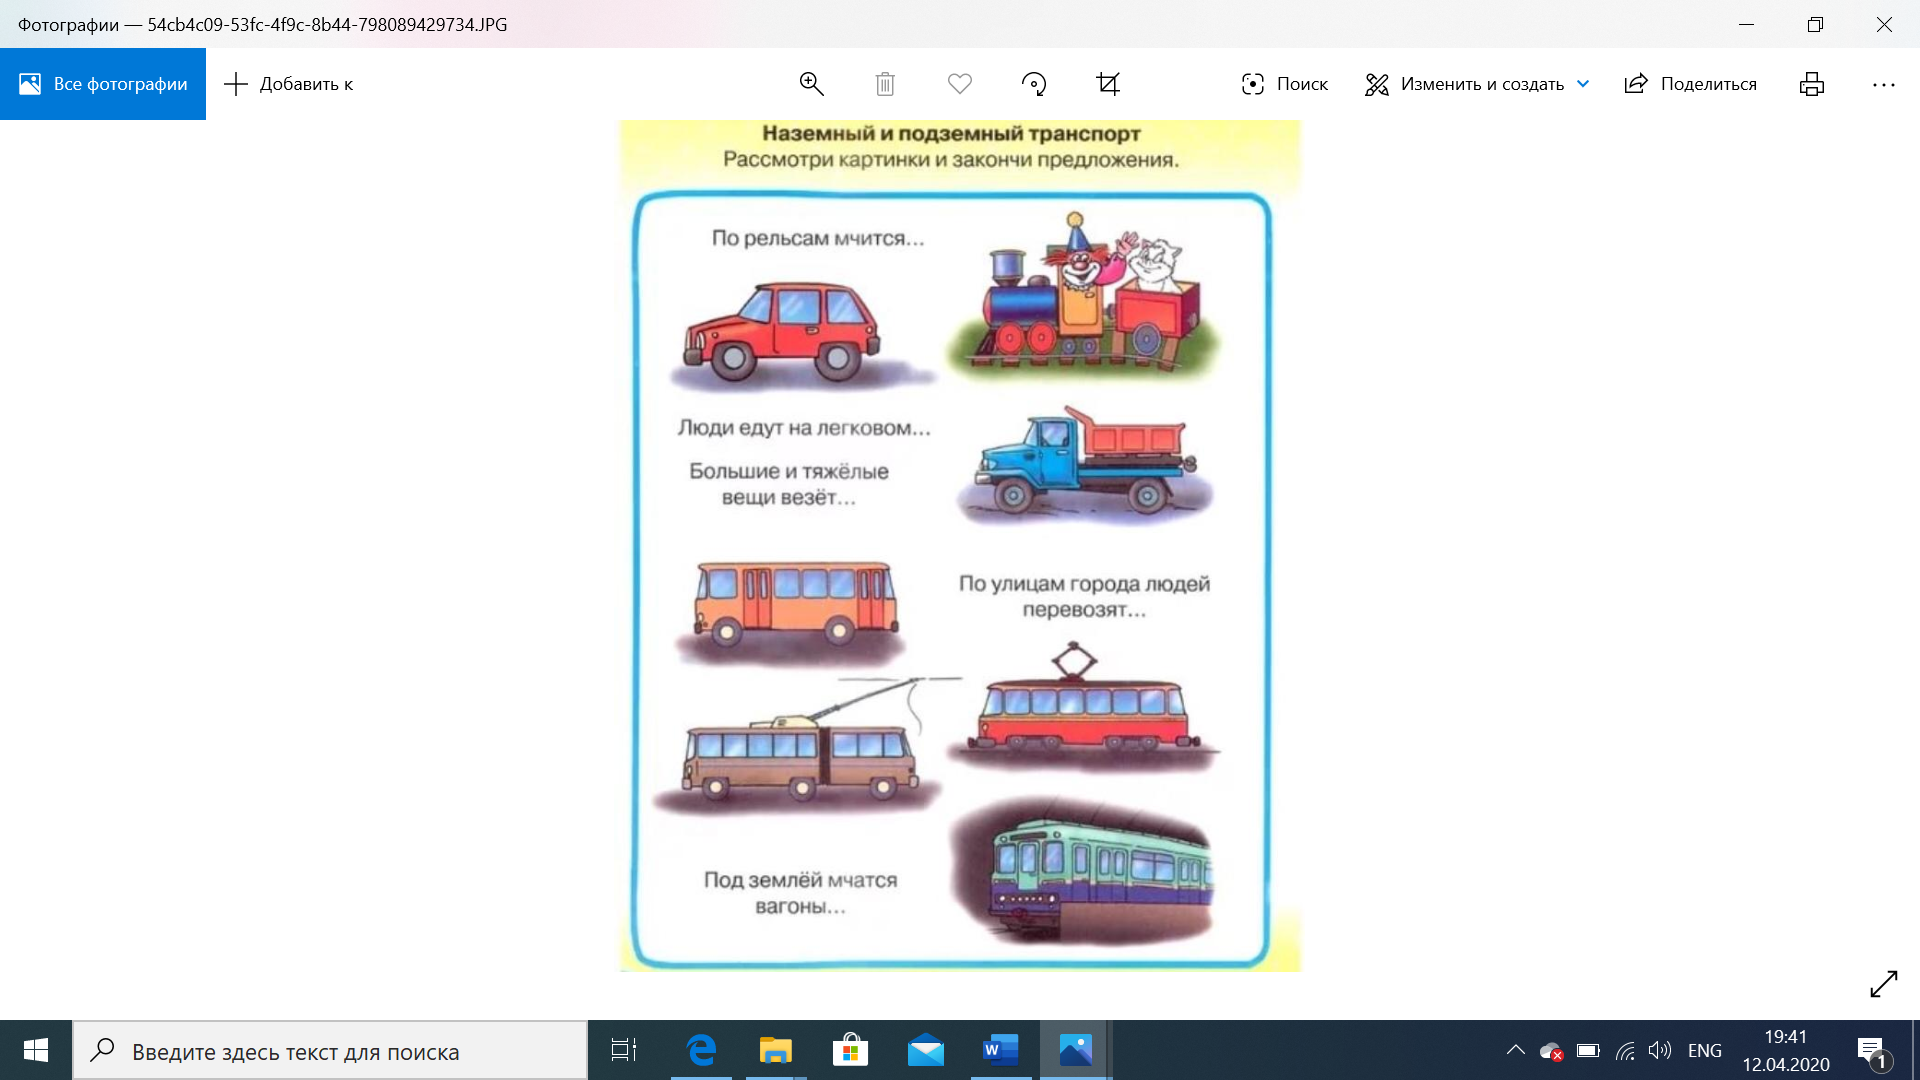 Фотографии — 54cb4c09-53fc-4f9c-8b44-798089429734.JPG
Все фотографии
Добавить к
Поиск
Изменить и создать
Поделиться
Наземный и подземный транспорт
Рассмотри картинки и закончи предложения.
По рельсам мчится...
Люди едут на легковом...
Большие и тяжёлые
вещи везёт...
По улицам города людей
перевозят...
Под землёй мчатся
вагоны...
Введите здесь текст для поиска
W
ENG
19:41
12.04.2020
1